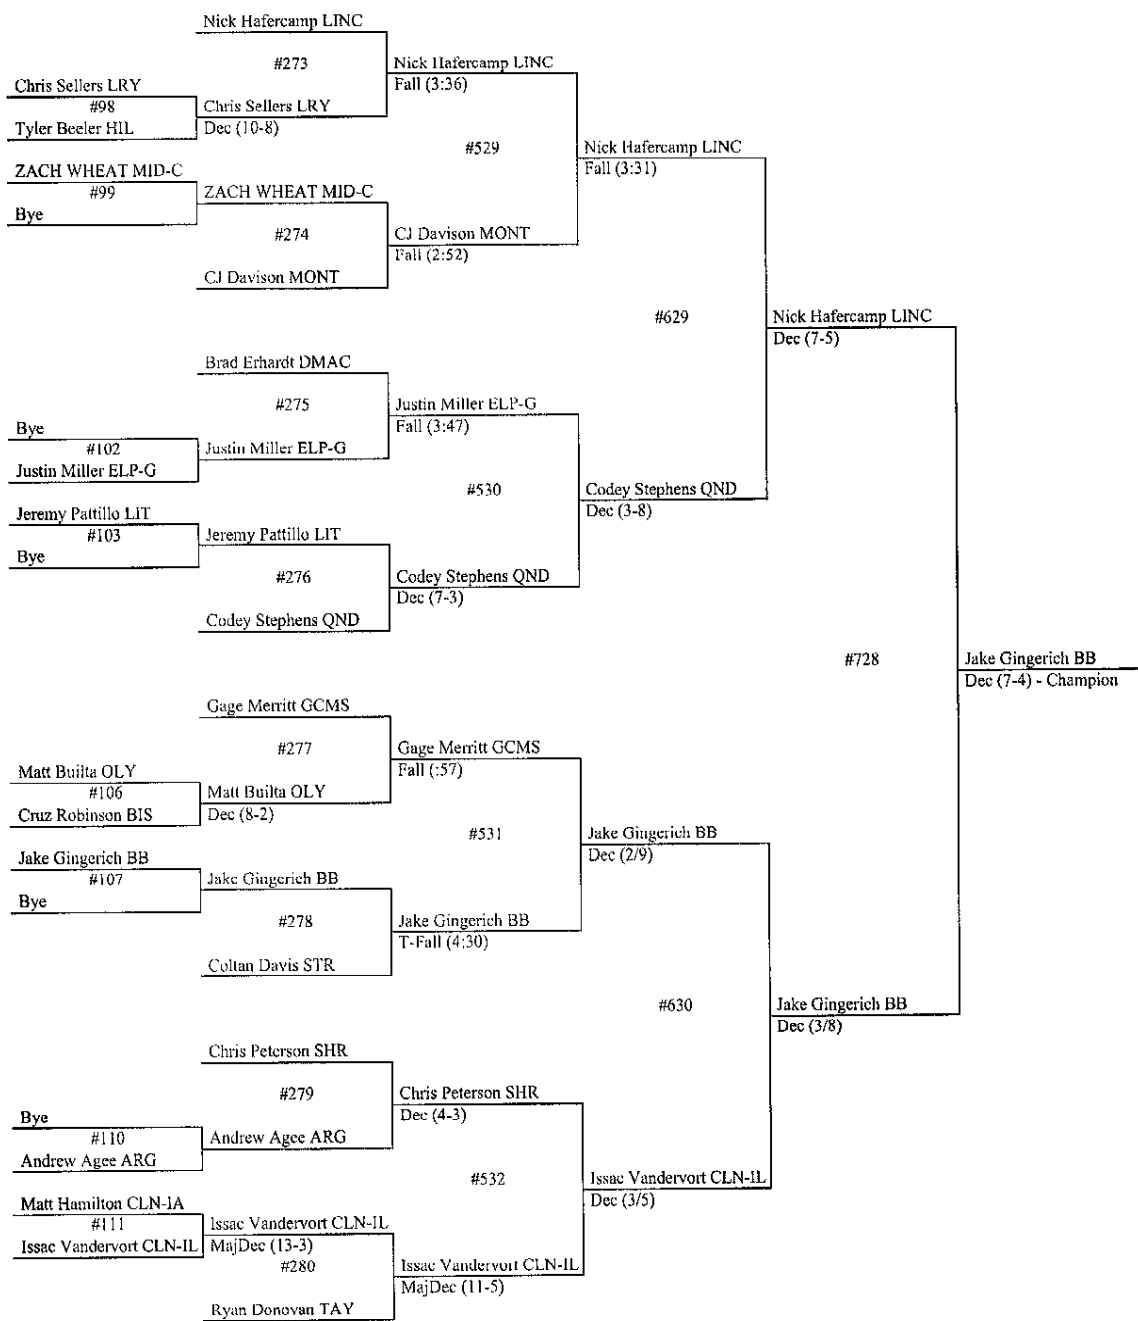 Nick Hafercamp LINC
#273
Nick Hafercamp LINC
Fall (3:36)
Chris Sellers LRY
#98
Tyler Beeler HIL
Chris Sellers LRY
Dec (10-8)
#529
Nick Hafercamp LINC
Fall (3:31)
ZACH WHEAT MID-C
#99
Bye
ZACH WHEAT MID-C
#274
CJ Davison MONT
Fall (2:52)
CJ Davison MONT
#629
Nick Hafercamp LINC
Dec (7-5)
Brad Erhardt DMAC
#275
Justin Miller ELP-G
Fall (3:47)
Bye
#102
Justin Miller ELP-G
Justin Miller ELP-G
#530
Codey Stephens QND
Dec (3-8)
Jeremy Pattillo LIT
#103
Bye
Jeremy Pattillo LIT
#276
Codey Stephens QND
Dec (7-3)
Codey Stephens QND
#728
Jake Gingerich BB
Dec (7-4) - Champion
Gage Merritt GCMS
#277
Gage Merritt GCMS
Fall (:57)
Matt Builta OLY
#106
Cruz Robinson BIS
Matt Builta OLY
Dec (8-2)
#531
Jake Gingerich BB
Dec (2/9)
Jake Gingerich BB
#107
Bye
Jake Gingerich BB
#278
Jake Gingerich BB
T-Fall (4:30)
Coltan Davis STR
#630
Jake Gingerich BB
Dec (3/8)
Chris Peterson SHR
#279
Chris Peterson SHR
Dec (4-3)
Bye
#110
Andrew Agee ARG
Andrew Agee ARG
#532
Issac Vandervort CLN-IL
Dec (3/5)
Matt Hamilton CLN-IA
#111
Issac Vandervort CLN-IL
Issac Vandervort CLN-IL
MajDec (13-3)
#280
Issac Vandervort CLN-IL
MajDec (11-5)
Ryan Donovan TAY